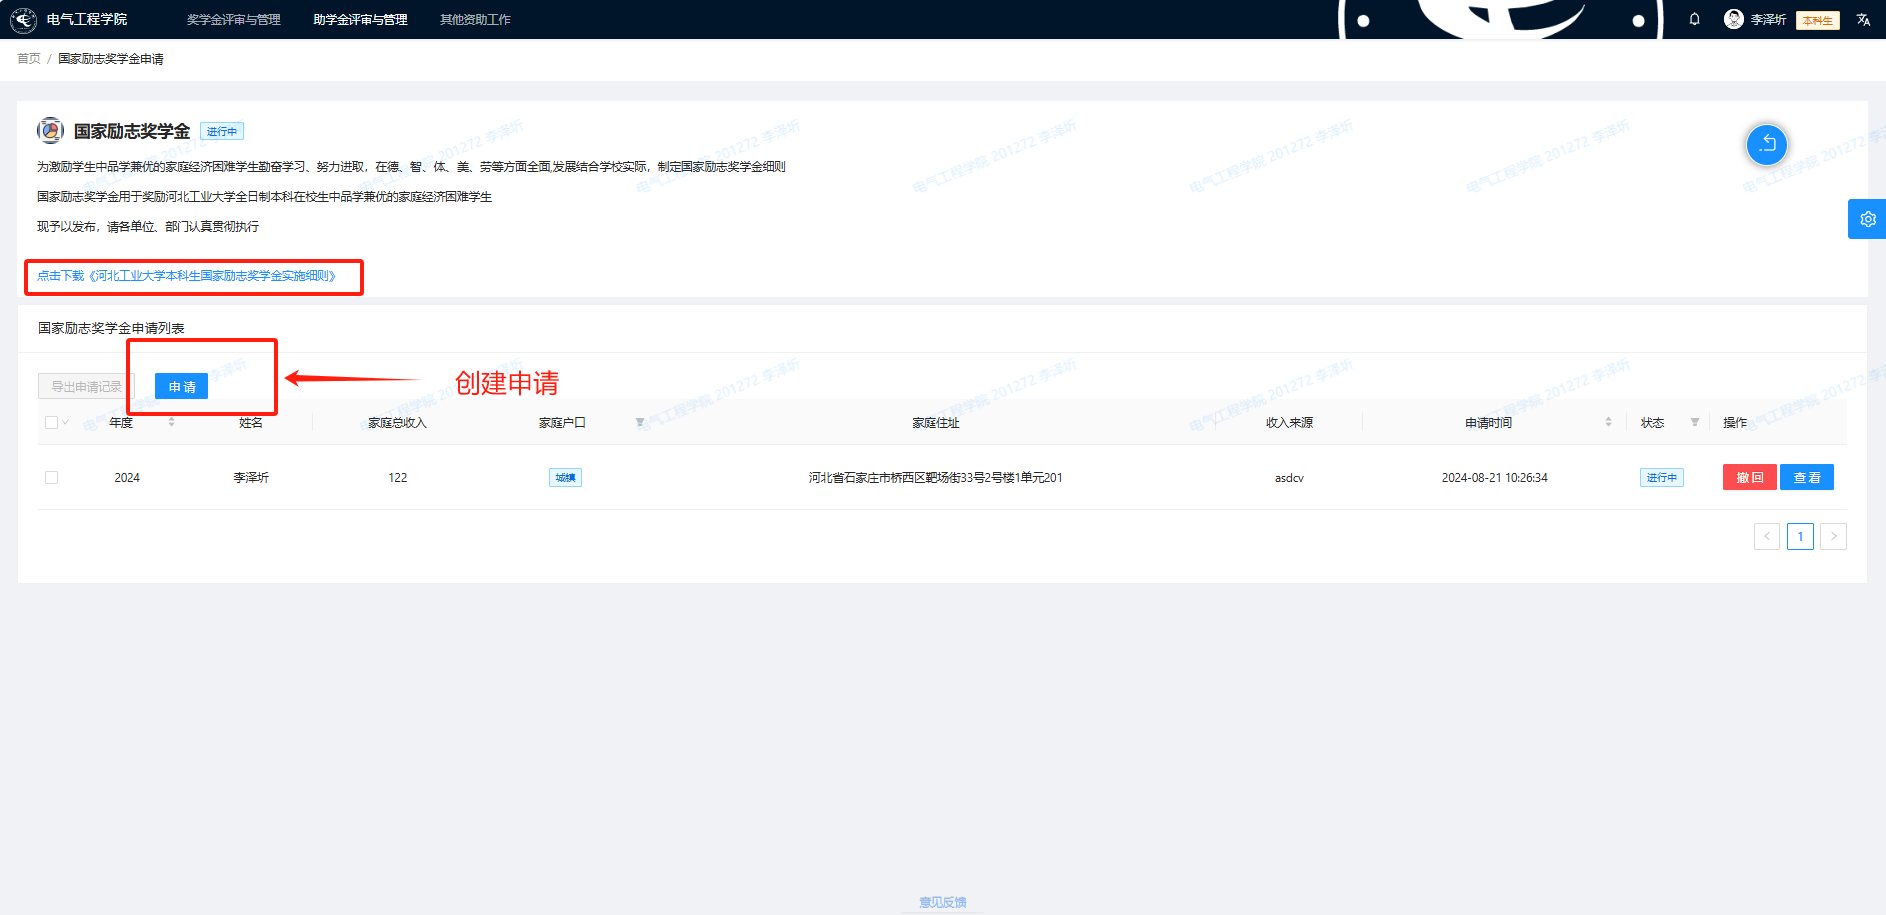 电气工程学院 奖学金评审与管理 助学金评审与管理 其他资助工作 李泽圻 本科生
首页 / 国家励志奖学金申请
国家励志奖学金 进行中
为激励学生中品学兼优的家庭经济困难学生勤奋学习、努力进取，在德、智、体、美、劳等方面全面,发展结合学校实际，制定国家励志奖学金细则
国家励志奖学金用于奖励河北工业大学全日制本科在校生中品学兼优的家庭经济困难学生
现予以发布，请各单位、部门认真贯彻执行
点击下载《河北工业大学本科生国家励志奖学金实施细则》
国家励志奖学金申请列表
导出申请记录 申 请 创建申请
年度 姓名 家庭总收入 家庭户口 家庭住址 收入来源 申请时间 状态 操作
2024 李泽圻 122 城镇 河北省石家庄市桥西区靶场街33号2号楼1单元201 asdcv 2024-08-21 10:26:34 进行中 撤 回 查 看
< 1 >
意见反馈
电气工程学院 201272 李泽圻